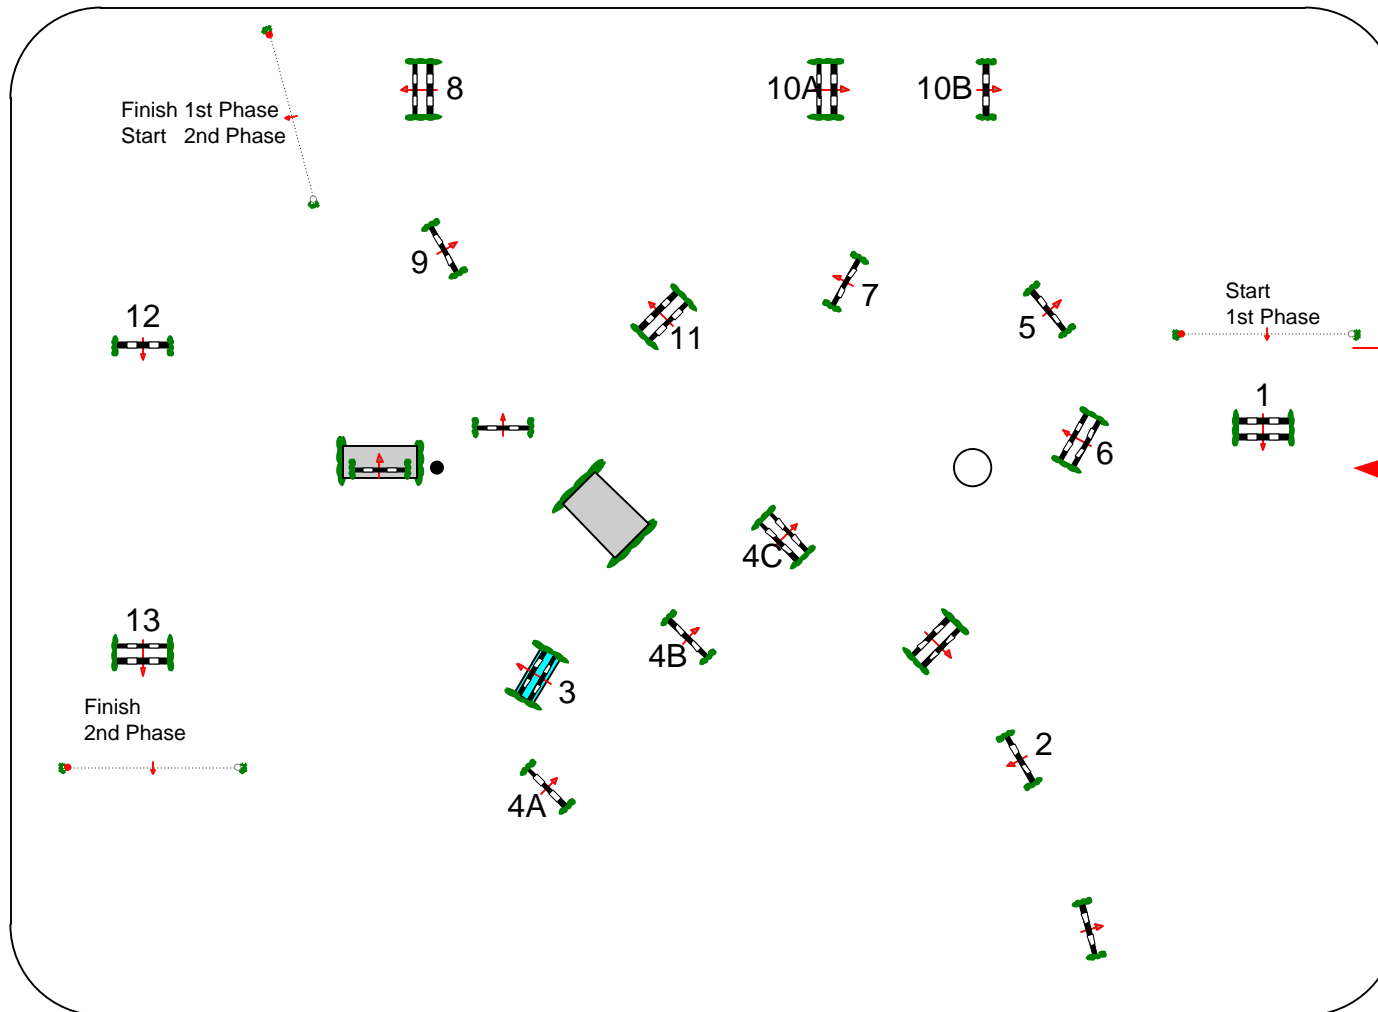 8
10A
10B
Finish 1st Phase
Start 2nd Phase
9
7
11
5
Start
1st Phase
12
1
6
4C
13
4B
3
Finish
2nd Phase
2
4A